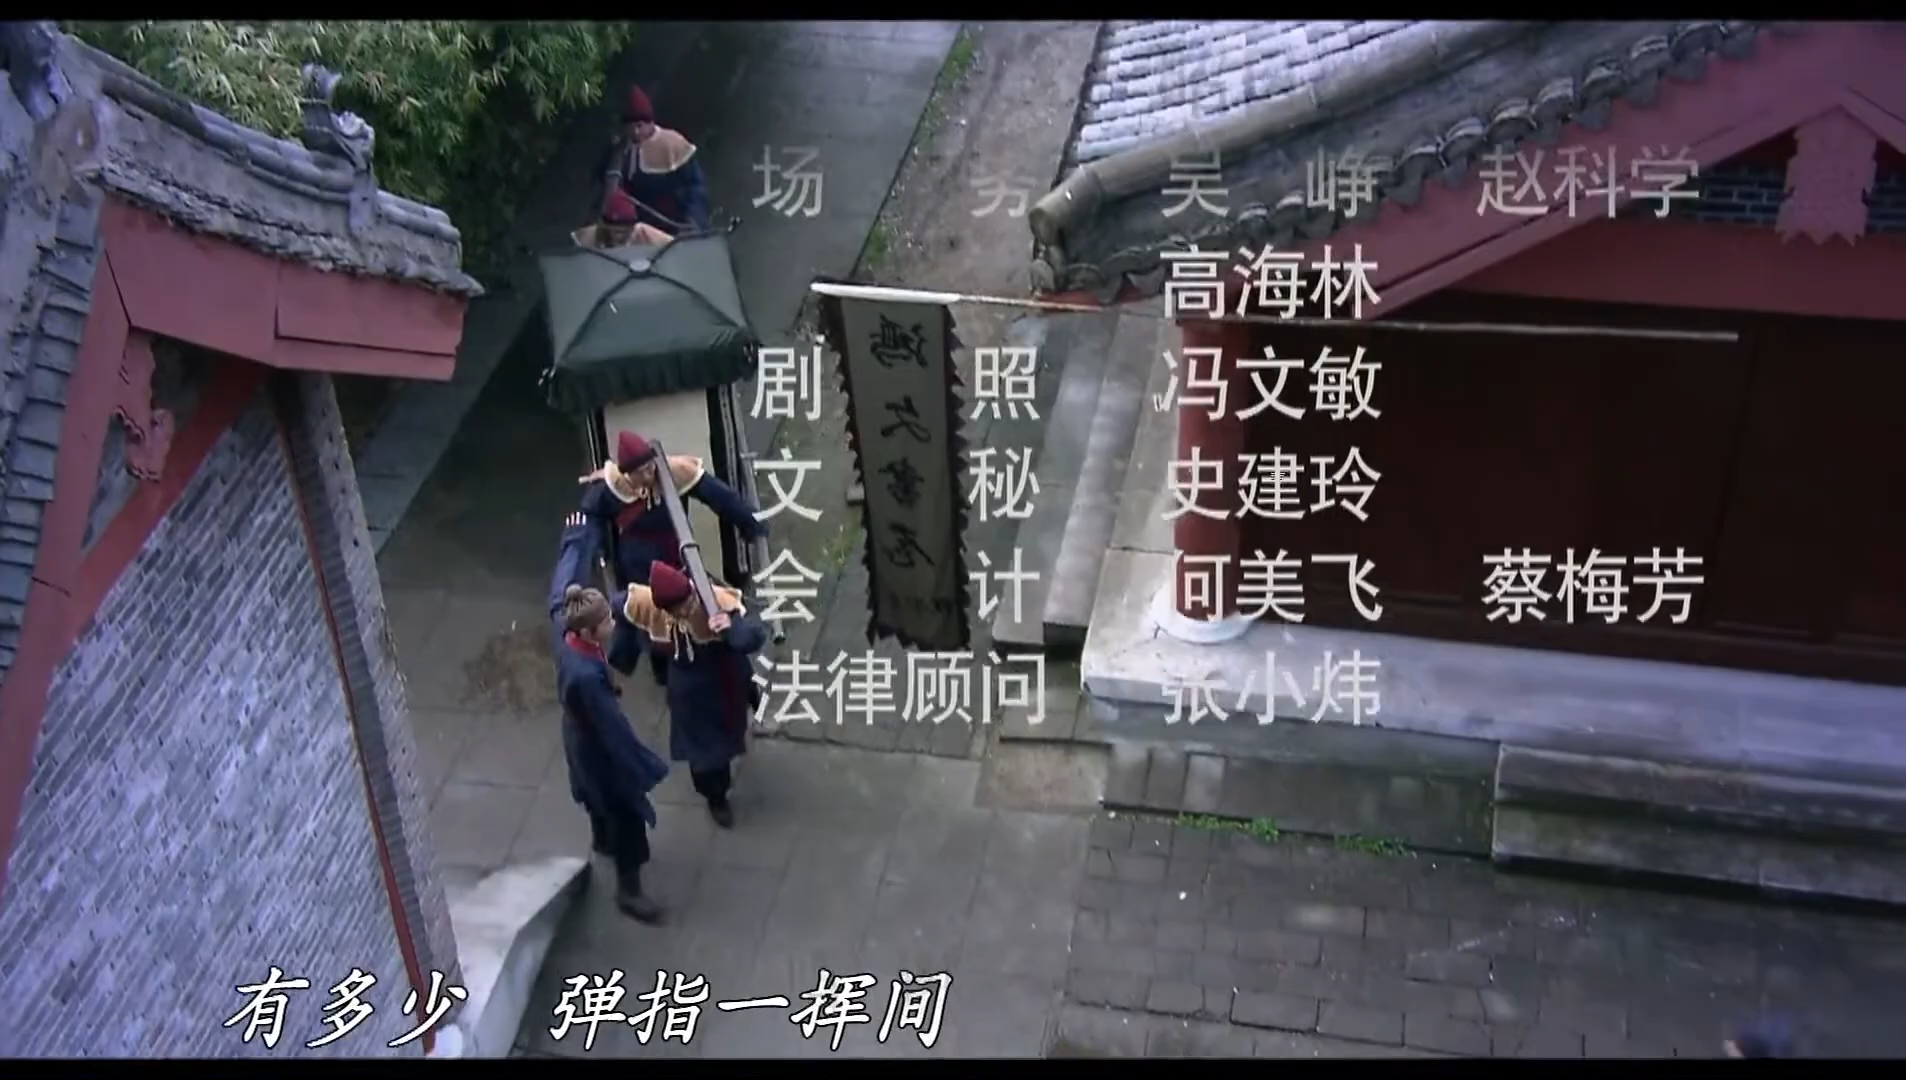 场务 吴峥 赵科学
高海林
剧照 冯文敏
文秘 史建玲
会计 何美飞 蔡梅芳
法律顾问 张小炜
有多少 弹指一挥间